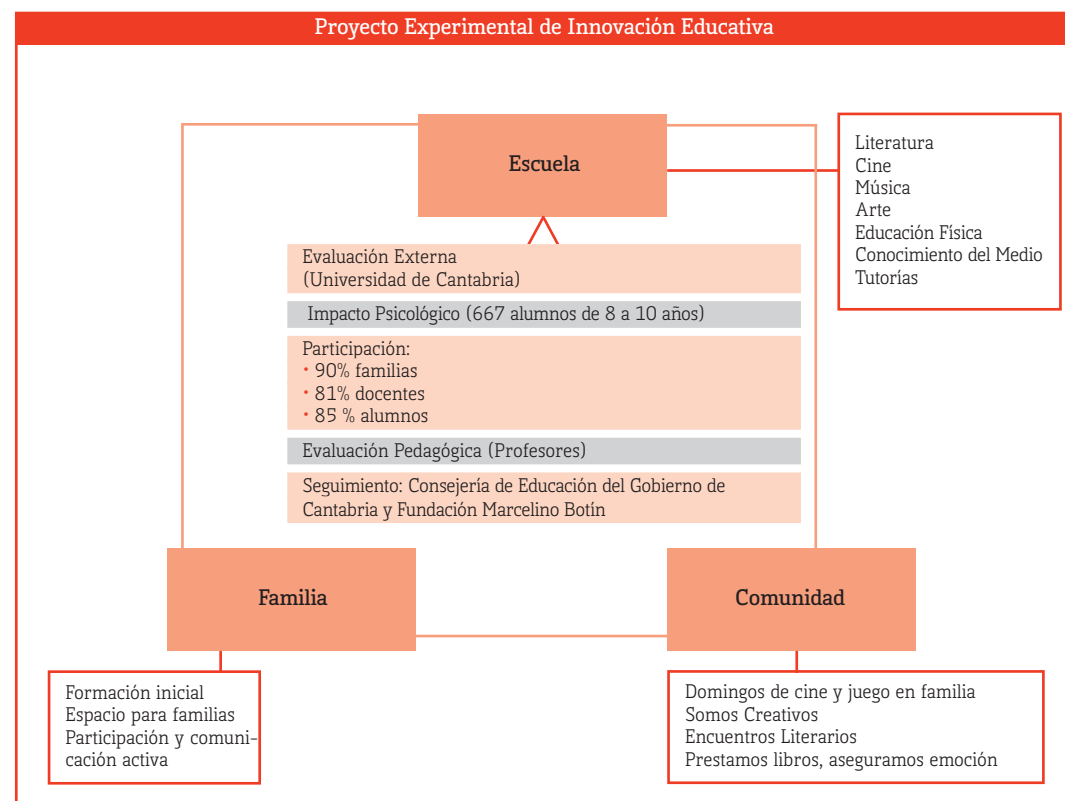 Proyecto Experimental de Innovación Educativa
Escuela
Literatura
Cine
Música
Arte
Educación Física
Conocimiento del Medio
Tutorías
Evaluación Externa
(Universidad de Cantabria)
Impacto Psicológico (667 alumnos de 8 a 10 años)
Participación:
• 90% familias
• 81% docentes
• 85 % alumnos
Evaluación Pedagógica (Profesores)
Seguimiento: Consejería de Educación del Gobierno de
Cantabria y Fundación Marcelino Botín
Familia
Comunidad
Formación inicial
Espacio para familias
Participación y comuni-
cación activa
Domingos de cine y juego en familia
Somos Creativos
Encuentros Literarios
Prestamos libros, aseguramos emoción